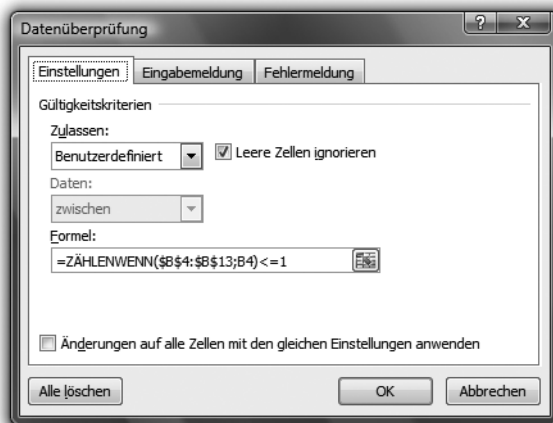 Datenüberprüfung
Einstellungen Eingabemeldung Fehlermeldung
Gültigkeitskriterien
Zulassen:
Benutzerdefiniert Leere Zellen ignorieren
Daten:
zwischen
Formel:
=ZÄHLENWENN($B$4:$B$13;B4)<=1
Änderungen auf alle Zellen mit den gleichen Einstellungen anwenden
Alle löschen OK Abbrechen